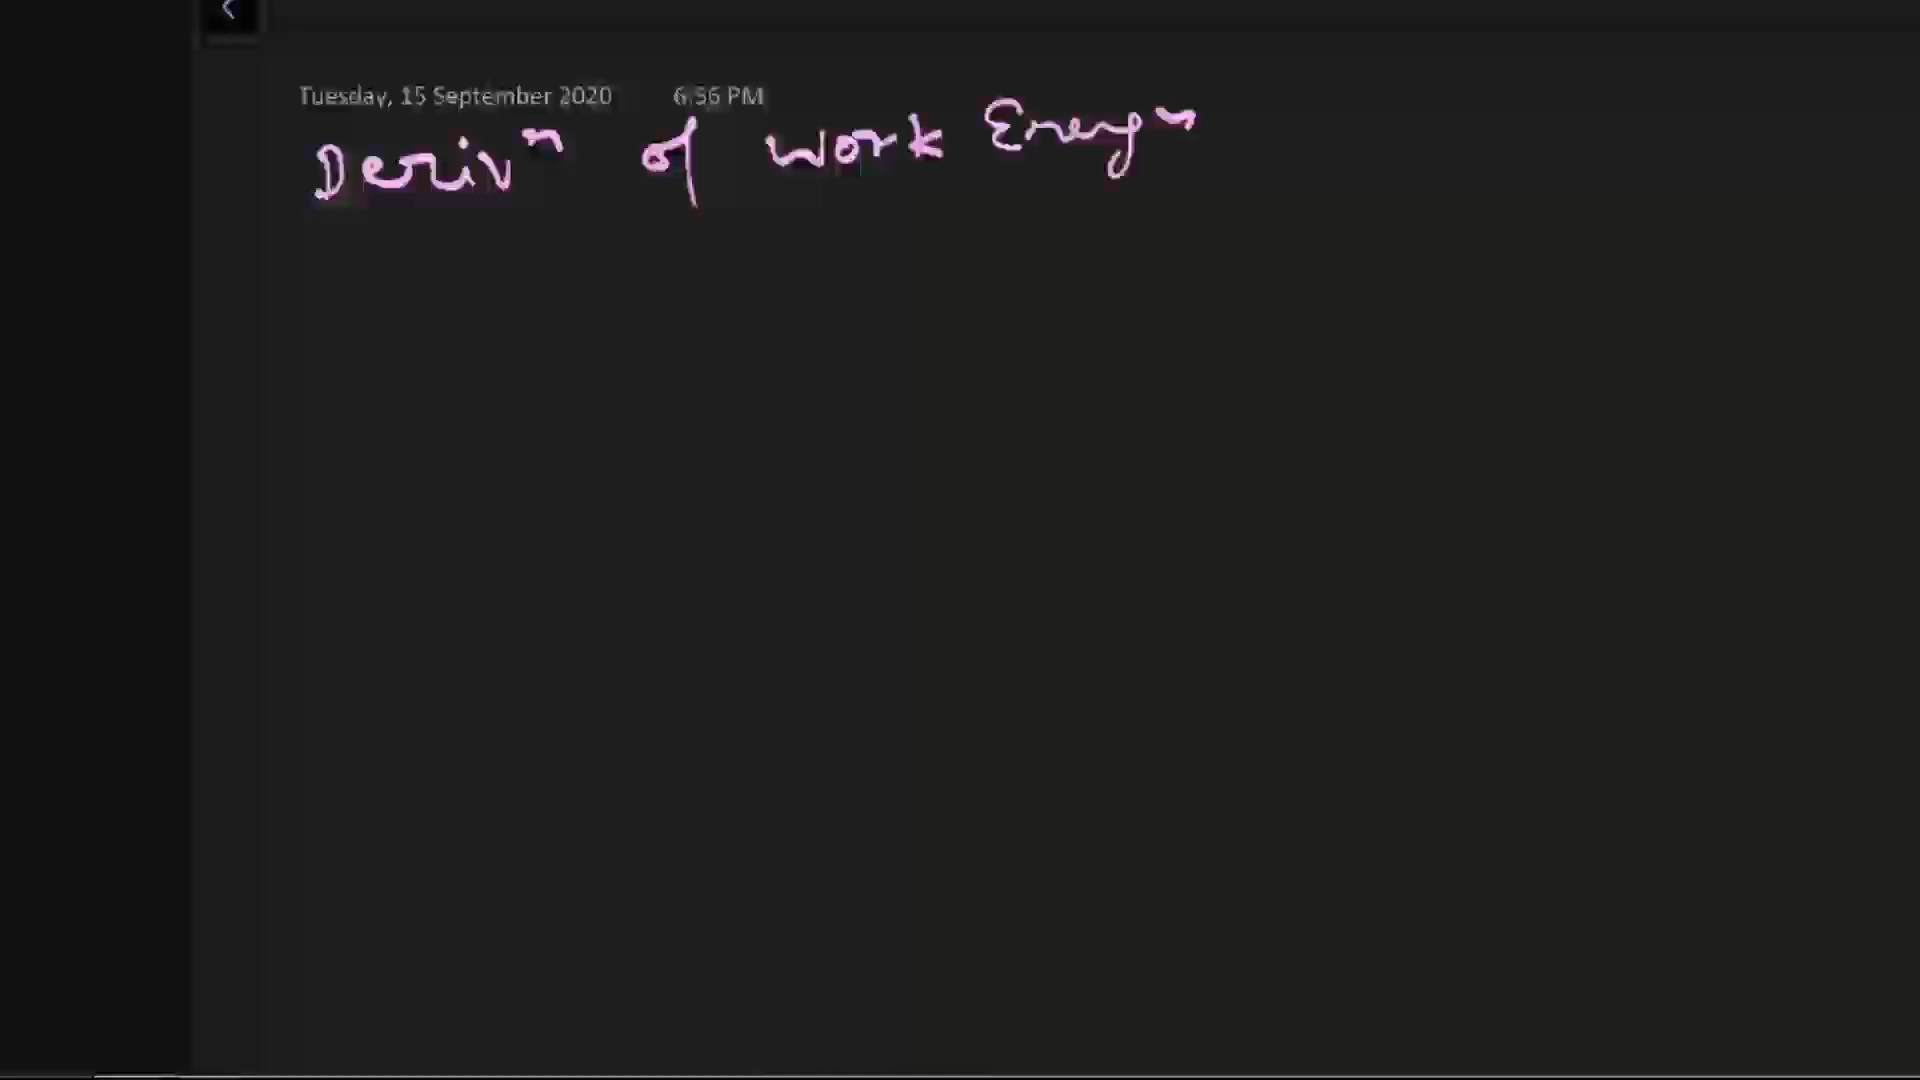 Tuesday, 15 September 2020 6:56 PM
Derivⁿ of work Energy